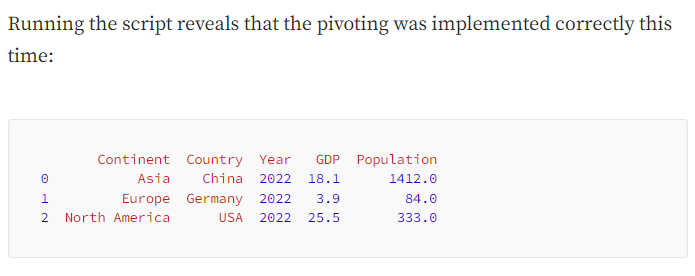 Running the script reveals that the pivoting was implemented correctly this
time:
Continent Country Year GDP Population
0 Asia China 2022 18.1 1412.0
1 Europe Germany 2022 3.9 84.0
2 North America USA 2022 25.5 333.0